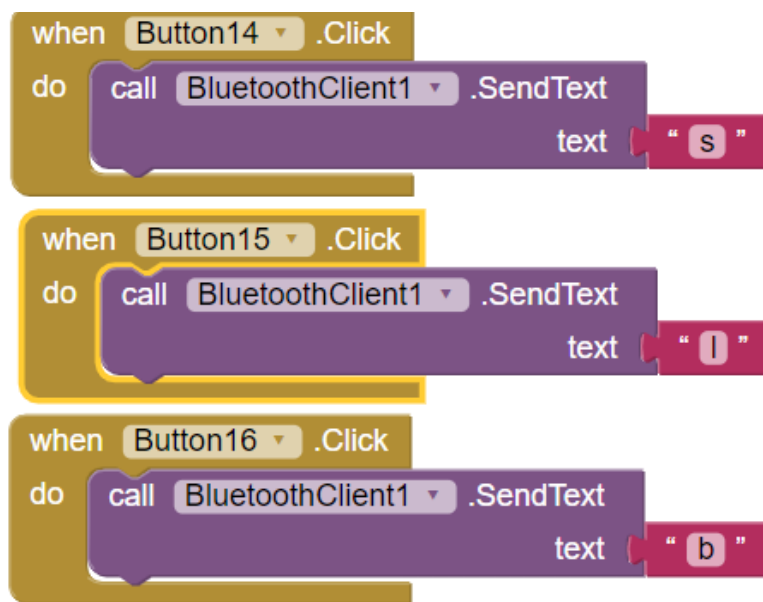 when Button14 .Click
do call BluetoothClient1 .SendText
text “ s ”
when Button15 .Click
do call BluetoothClient1 .SendText
text “ l ”
when Button16 .Click
do call BluetoothClient1 .SendText
text “ b ”